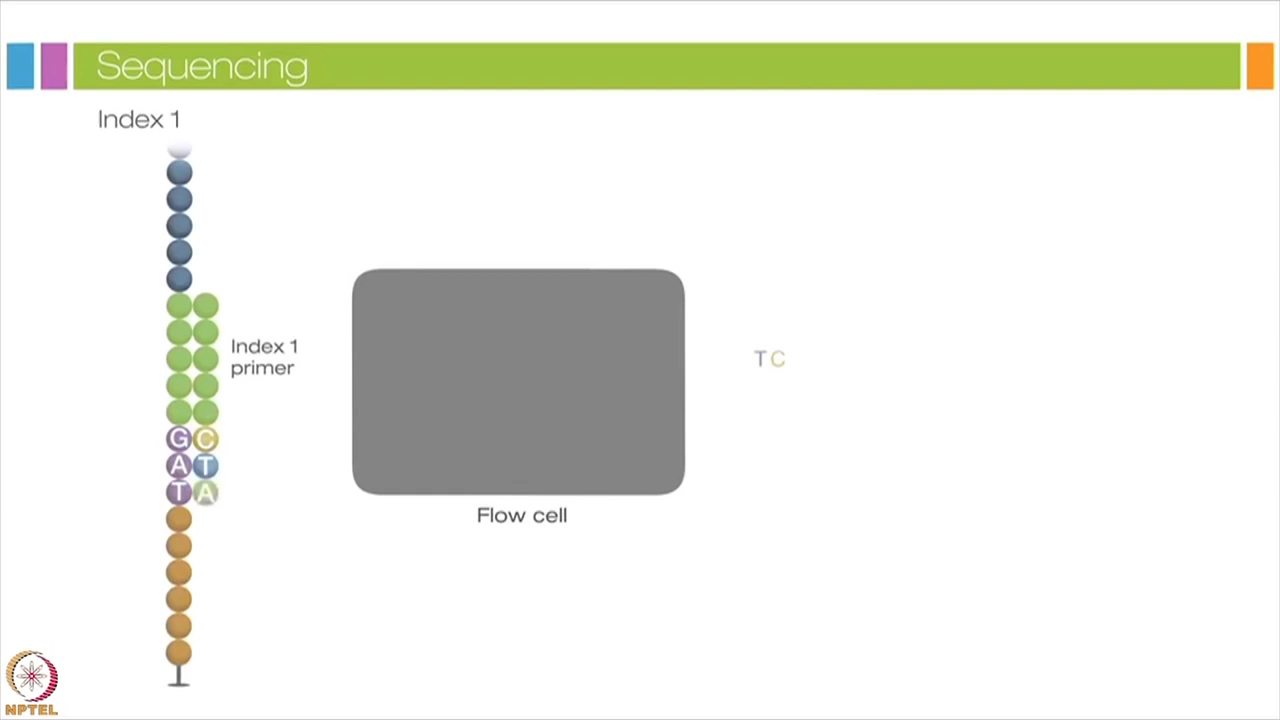 Sequencing
Index 1
Index 1
primer
G C
A T
T A
T C
Flow cell
NPTEL